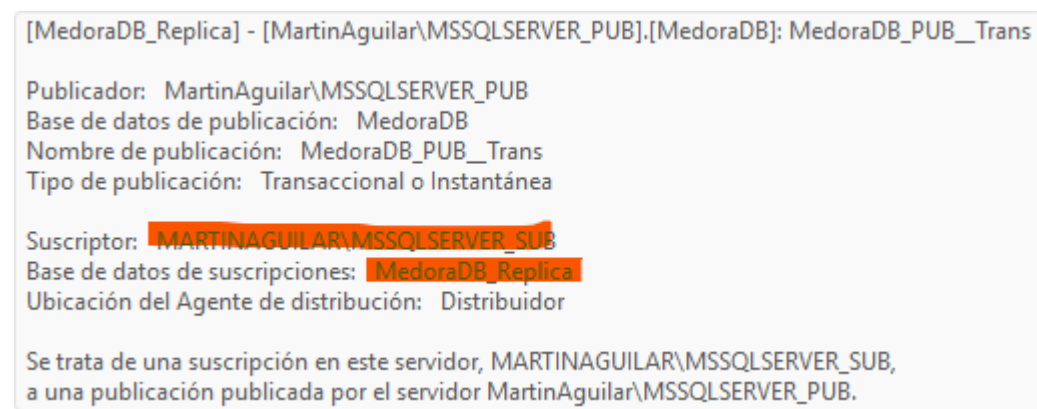 [MedoraDB_Replica] - [MartinAguilar\MSSQLSERVER_PUB].[MedoraDB]: MedoraDB_PUB__Trans
Publicador: MartinAguilar\MSSQLSERVER_PUB
Base de datos de publicación: MedoraDB
Nombre de publicación: MedoraDB_PUB__Trans
Tipo de publicación: Transaccional o Instantánea
Suscriptor: MARTINAGUILAR\MSSQLSERVER_SUB
Base de datos de suscripciones: MedoraDB_Replica
Ubicación del Agente de distribución: Distribuidor
Se trata de una suscripción en este servidor, MARTINAGUILAR\MSSQLSERVER_SUB,
a una publicación publicada por el servidor MartinAguilar\MSSQLSERVER_PUB.